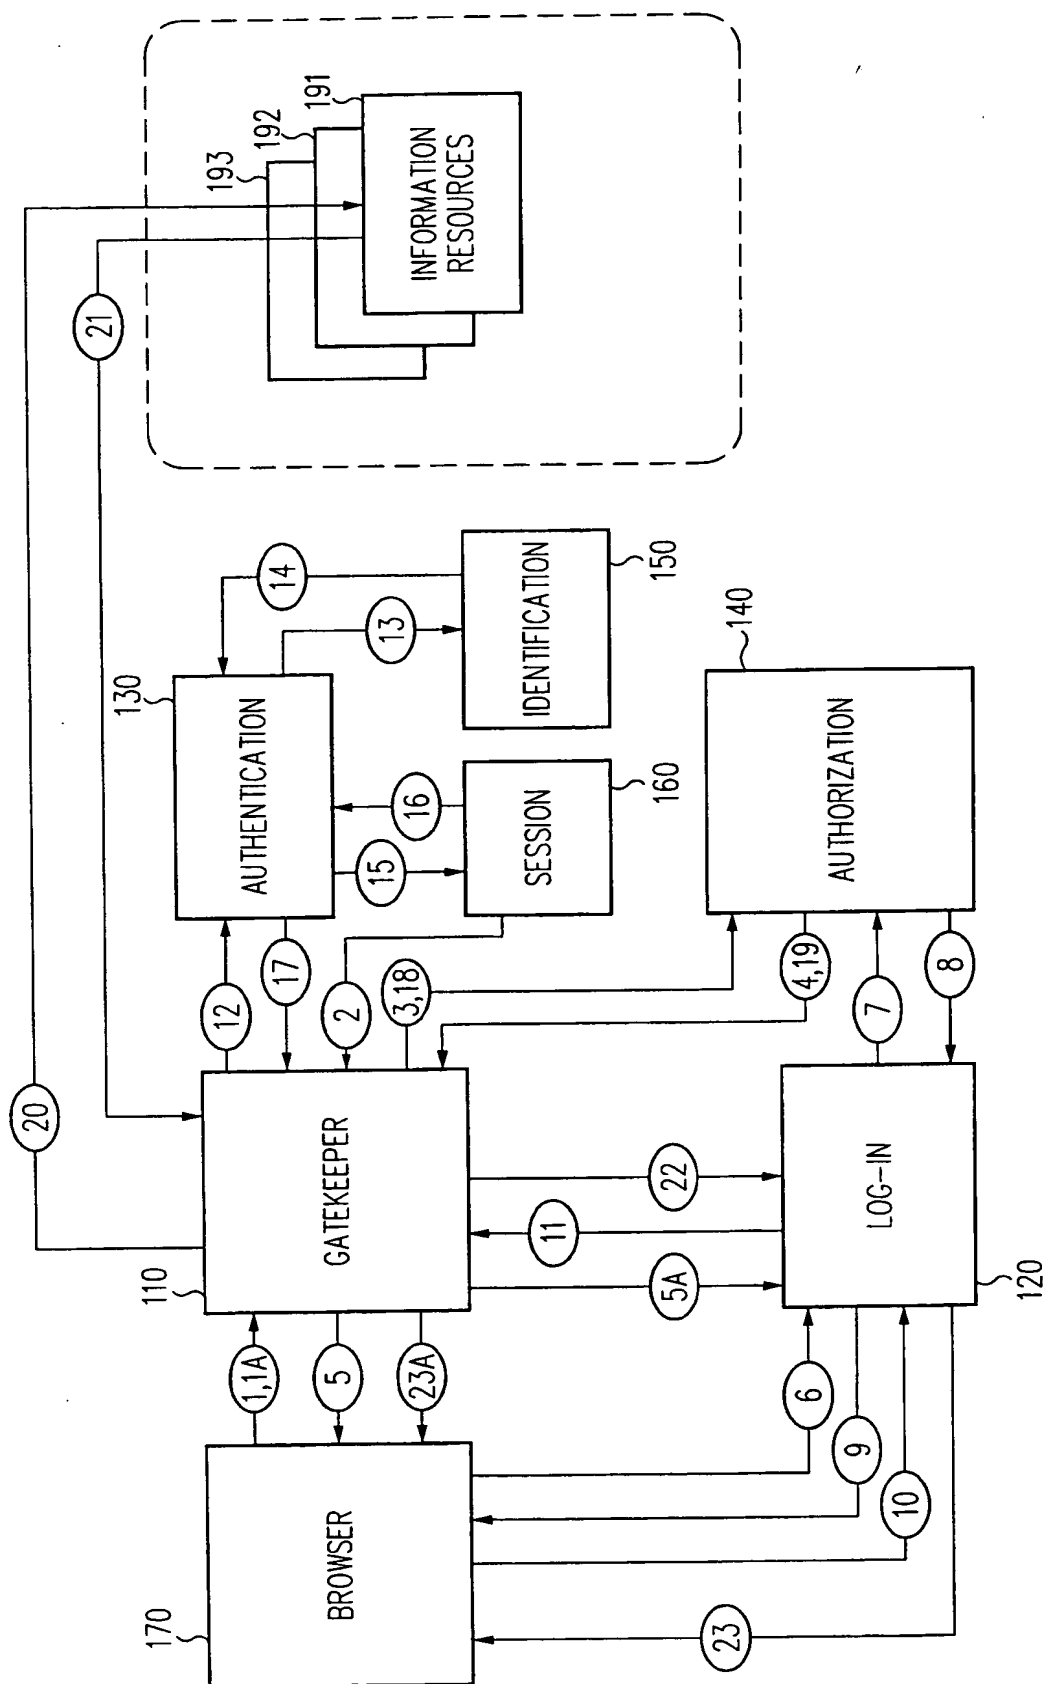 20
21
193
192
191
INFORMATION
RESOURCES
110
GATEKEEPER
12
17
2
3,18
130
AUTHENTICATION
14
13
15
16
SESSION
160
IDENTIFICATION
150
170
BROWSER
1,1A
5
23A
5A
11
22
4,19
140
AUTHORIZATION
7
8
LOG-IN
120
6
9
10
23